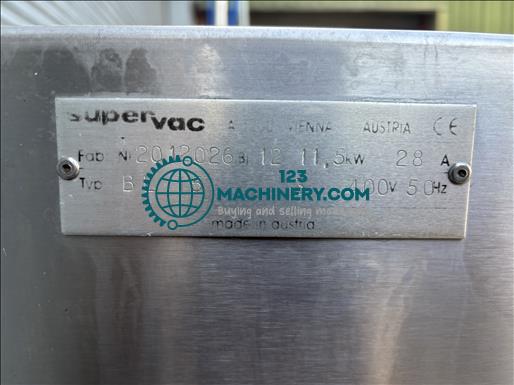 supervac A VIENNA AUSTRIA CE
Fab Nr 2012026 Bj 12 11,5kW 28 A
Typ B 400V 50Hz
made in austria
123
MACHINERY.COM
Buying and selling machinery